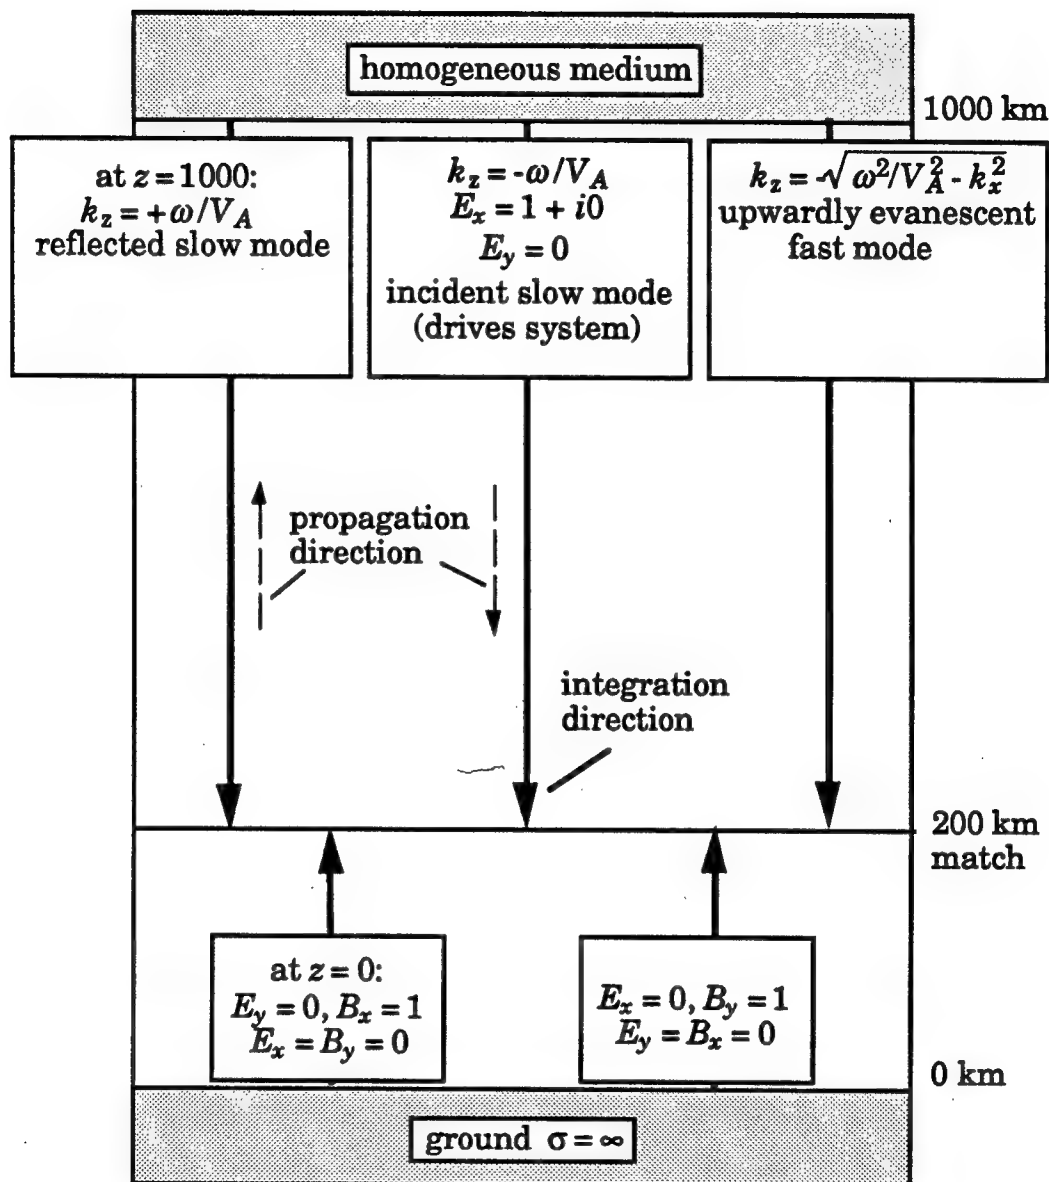 homogeneous medium
1000 km
at z = 1000:
k_z = +ω/V_A
reflected slow mode
k_z = -ω/V_A
E_x = 1 + i0
E_y = 0
incident slow mode
(drives system)
k_z = -√ω²/V_A² - k_x²
upwardly evanescent
fast mode
propagation
direction
integration
direction
200 km
match
at z = 0:
E_y = 0, B_x = 1
E_x = B_y = 0
E_x = 0, B_y = 1
E_y = B_x = 0
0 km
ground σ = ∞